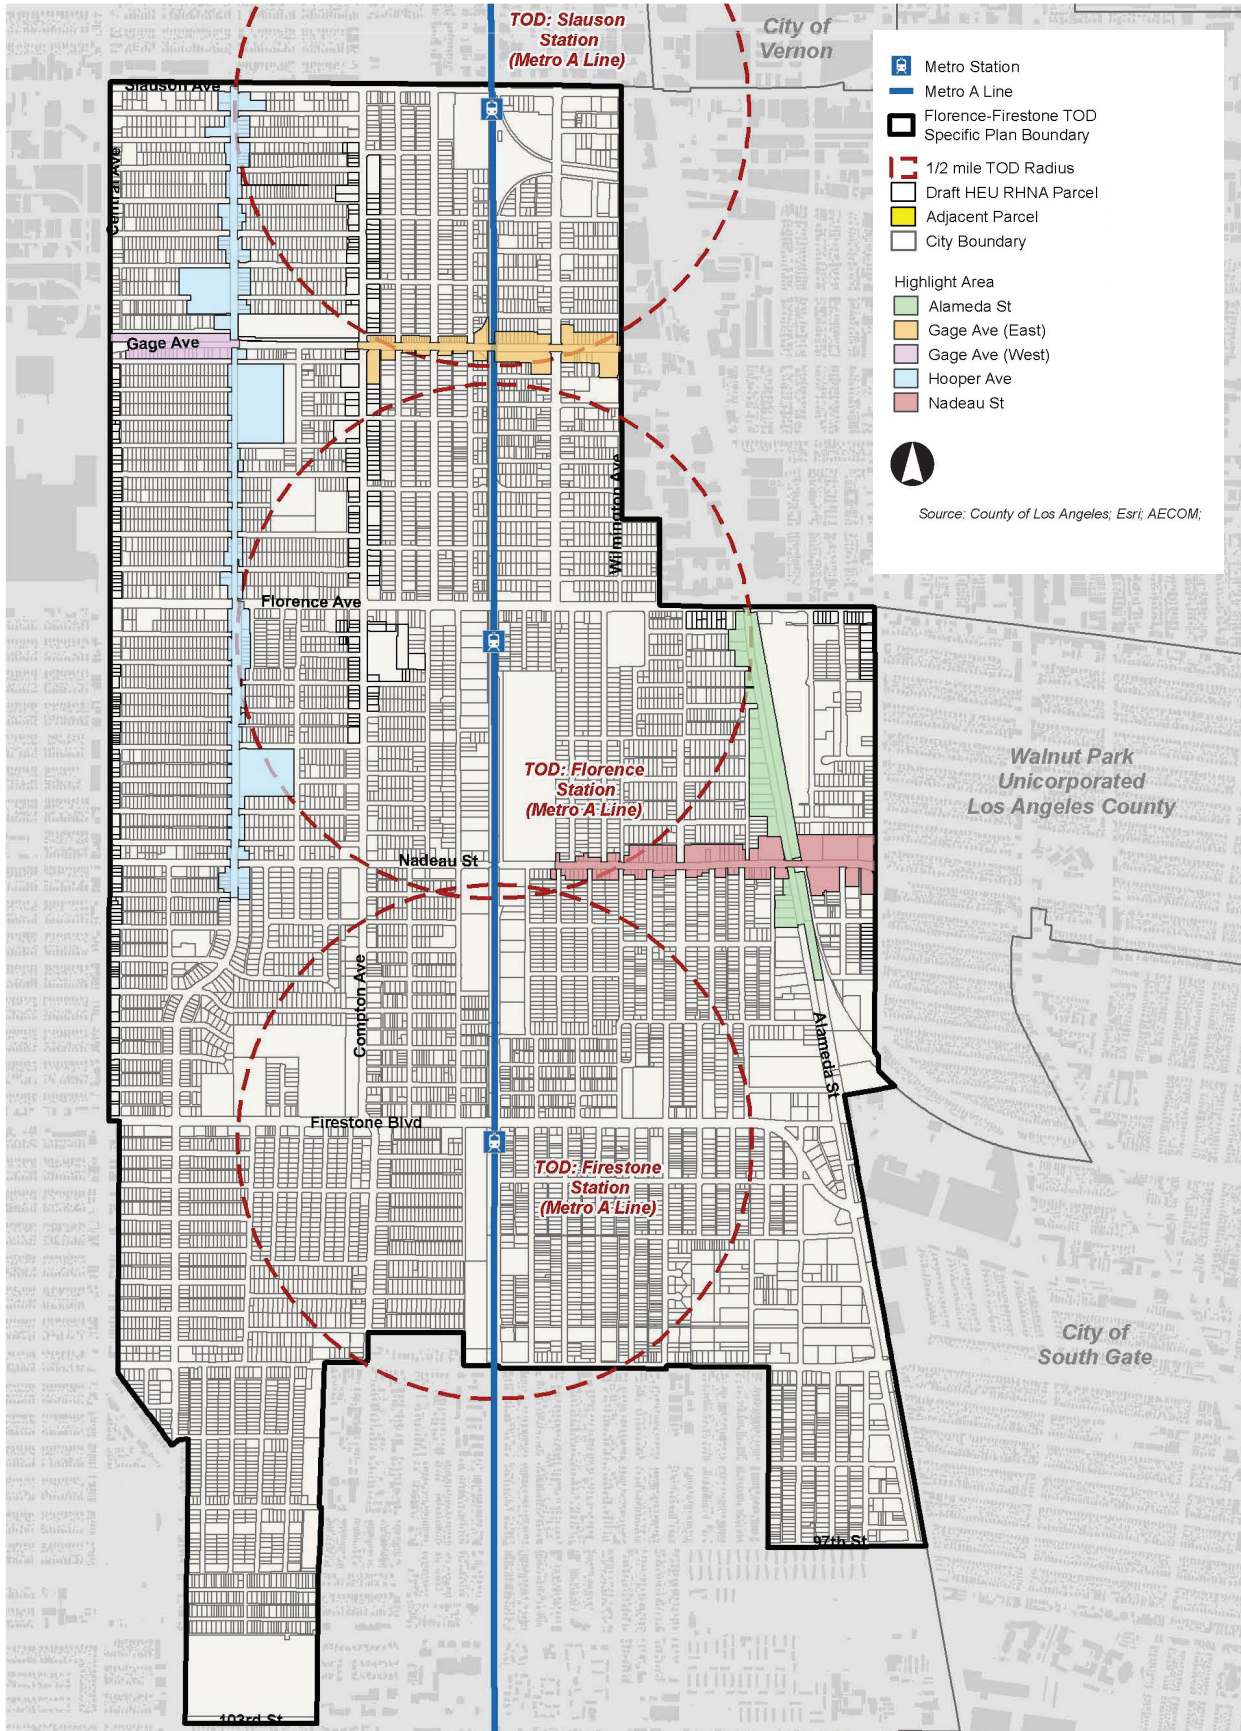 TOD: Slauson
Station
(Metro A Line)
City of
Vernon
Metro Station
Metro A Line
Florence-Firestone TOD
Specific Plan Boundary
1/2 mile TOD Radius
Draft HEU RHNA Parcel
Adjacent Parcel
City Boundary
Highlight Area
Alameda St
Gage Ave (East)
Gage Ave (West)
Hooper Ave
Nadeau St
Source: County of Los Angeles; Esri; AECOM;
Slauson Ave
Central Ave
Gage Ave
Wilmington Ave
Florence Ave
TOD: Florence
Station
(Metro A Line)
Walnut Park
Unicorporated
Los Angeles County
Nadeau St
Compton Ave
Alameda St
Firestone Blvd
TOD: Firestone
Station
(Metro A Line)
City of
South Gate
97th St
103rd St